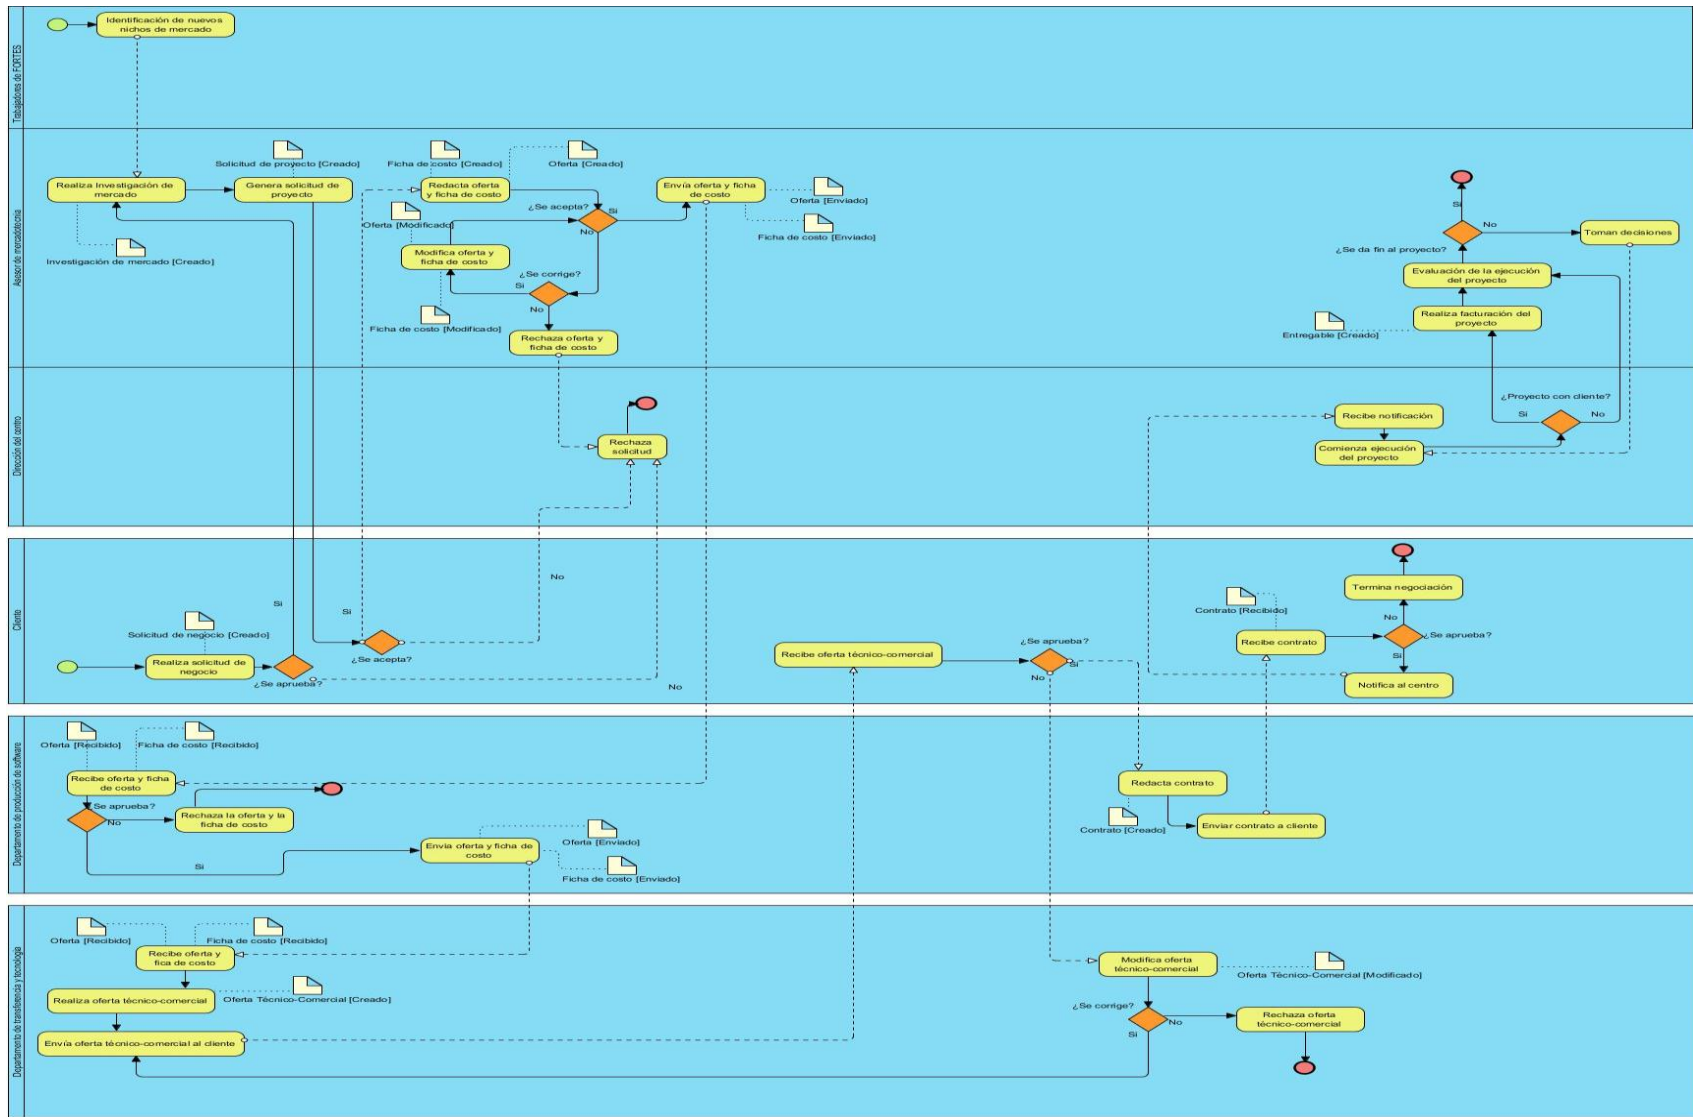 Trabajadores de FORTES
Identificación de nuevos
nichos de mercado
Asesor de mercadotecnia
Solicitud de proyecto [Creado]
Ficha de costo [Creado]
Oferta [Creado]
Realiza Investigación de
mercado
Genera solicitud de
proyecto
Redacta oferta
y ficha de costo
Envía oferta y ficha
de costo
Oferta [Enviado]
¿Se acepta?
Si
No
Oferta [Modificado]
Ficha de costo [Enviado]
Investigación de mercado [Creado]
Modifica oferta y
ficha de costo
¿Se corrige?
Si
No
Ficha de costo [Modificado]
Rechaza oferta y
ficha de costo
Si
No
Toman decisiones
¿Se da fin al proyecto?
Evaluación de la ejecución
del proyecto
Realiza facturación del
proyecto
Entregable [Creado]
Dirección del centro
Rechaza
solicitud
¿Proyecto con cliente?
Recibe notificación
Si
No
Comienza ejecución
del proyecto
Cliente
No
Si
Si
Solicitud de negocio [Creado]
Realiza solicitud de
negocio
¿Se aprueba?
¿Se acepta?
No
Recibe oferta técnico-comercial
¿Se aprueba?
Si
No
Contrato [Recibido]
Recibe contrato
Termina negociación
No
¿Se aprueba?
Si
Notifica al centro
Departamento de producción de software
Oferta [Recibido]
Ficha de costo [Recibido]
Recibe oferta y ficha
de costo
Se aprueba?
No
Rechaza la oferta y la
ficha de costo
Si
Envia oferta y ficha de
costo
Oferta [Enviado]
Ficha de costo [Enviado]
Redacta contrato
Contrato [Creado]
Enviar contrato a cliente
Departamento de transferencia y tecnología
Oferta [Recibido]
Ficha de costo [Recibido]
Recibe oferta y
fica de costo
Realiza oferta técnico-comercial
Oferta Técnico-Comercial [Creado]
Envía oferta técnico-comercial al cliente
Modifica oferta
técnico-comercial
Oferta Técnico-Comercial [Modificado]
¿Se corrige?
No
Si
Rechaza oferta
técnico-comercial